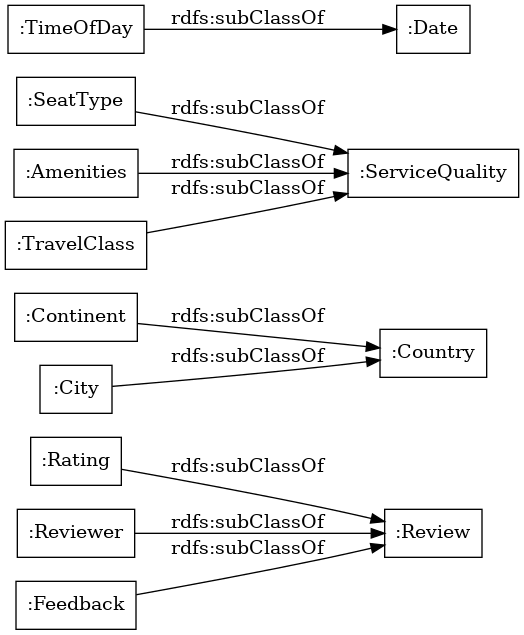 :TimeOfDay
rdfs:subClassOf
:Date
:SeatType
rdfs:subClassOf
:Amenities
rdfs:subClassOf
:ServiceQuality
:TravelClass
rdfs:subClassOf
:Continent
rdfs:subClassOf
:Country
:City
rdfs:subClassOf
:Rating
rdfs:subClassOf
:Reviewer
rdfs:subClassOf
:Review
:Feedback
rdfs:subClassOf